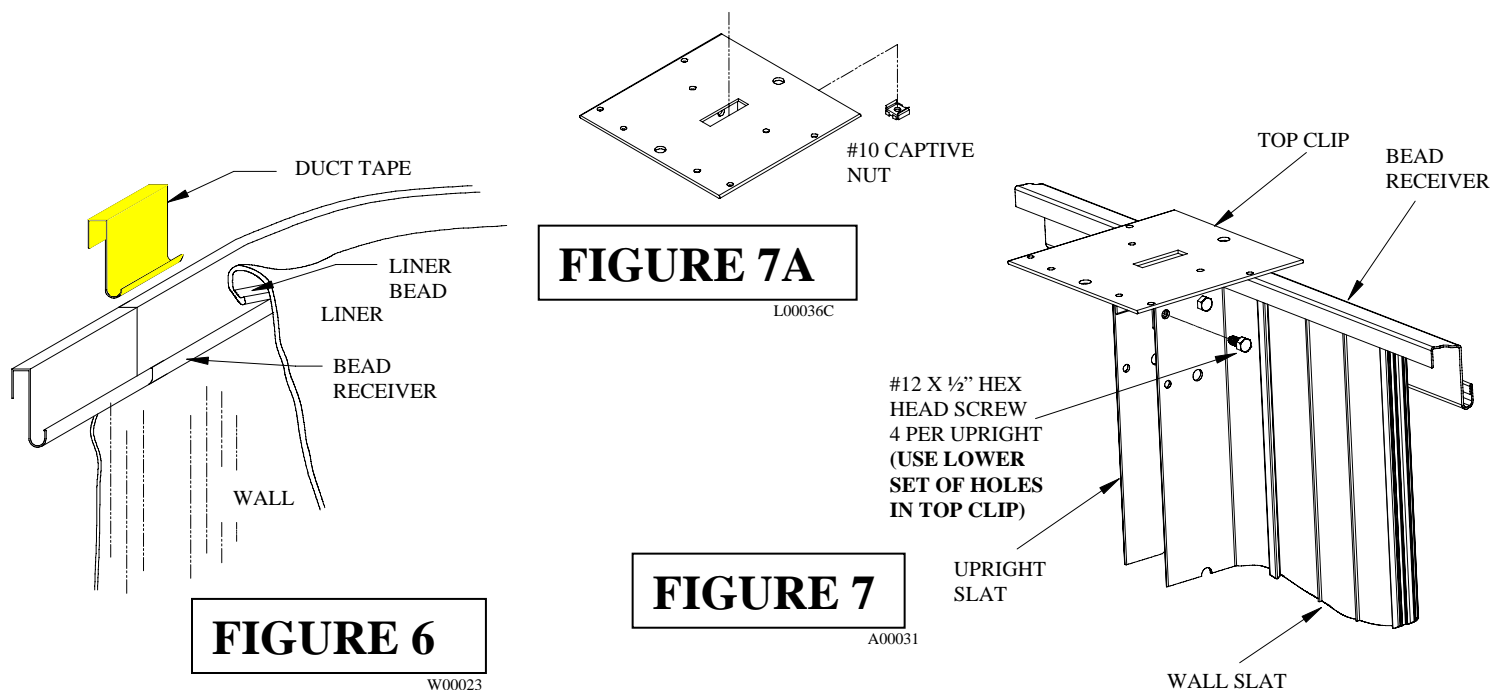 DUCT TAPE
LINER
BEAD
LINER
BEAD
RECEIVER
WALL
FIGURE 6
W00023
#10 CAPTIVE
NUT
FIGURE 7A
L00036C
TOP CLIP
BEAD
RECEIVER
#12 X ½” HEX
HEAD SCREW
4 PER UPRIGHT
(USE LOWER
SET OF HOLES
IN TOP CLIP)
UPRIGHT
SLAT
WALL SLAT
FIGURE 7
A00031